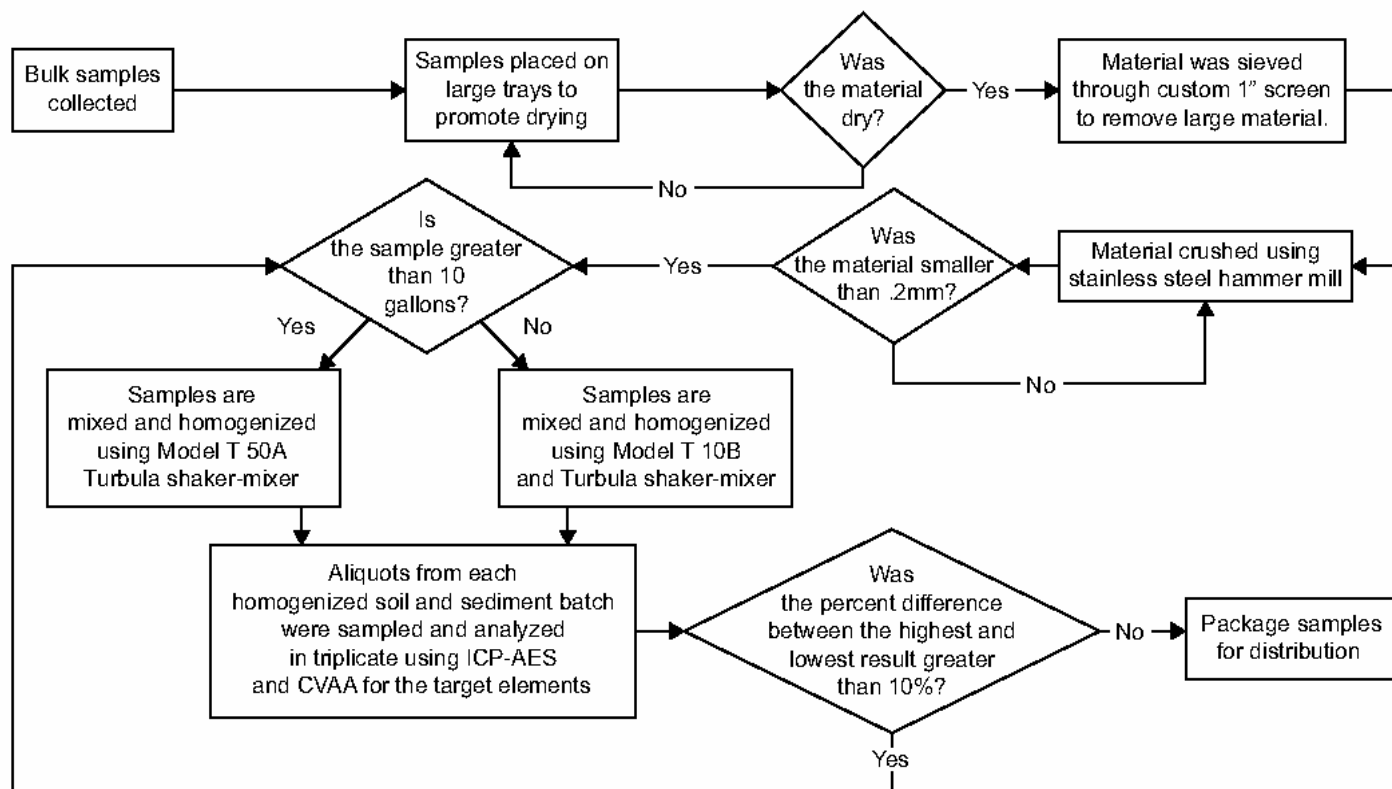 Bulk samples
collected
Samples placed on
large trays to
promote drying
Was
the material
dry?
Yes
Material was sieved
through custom 1” screen
to remove large material.
No
Is
the sample greater
than 10
gallons?
Yes
Was
the material smaller
than .2mm?
Material crushed using
stainless steel hammer mill
Yes
No
No
Samples are
mixed and homogenized
using Model T 50A
Turbula shaker-mixer
Samples are
mixed and homogenized
using Model T 10B
and Turbula shaker-mixer
Aliquots from each
homogenized soil and sediment batch
were sampled and analyzed
in triplicate using ICP-AES
and CVAA for the target elements
Was
the percent difference
between the highest and
lowest result greater
than 10%?
No
Package samples
for distribution
Yes